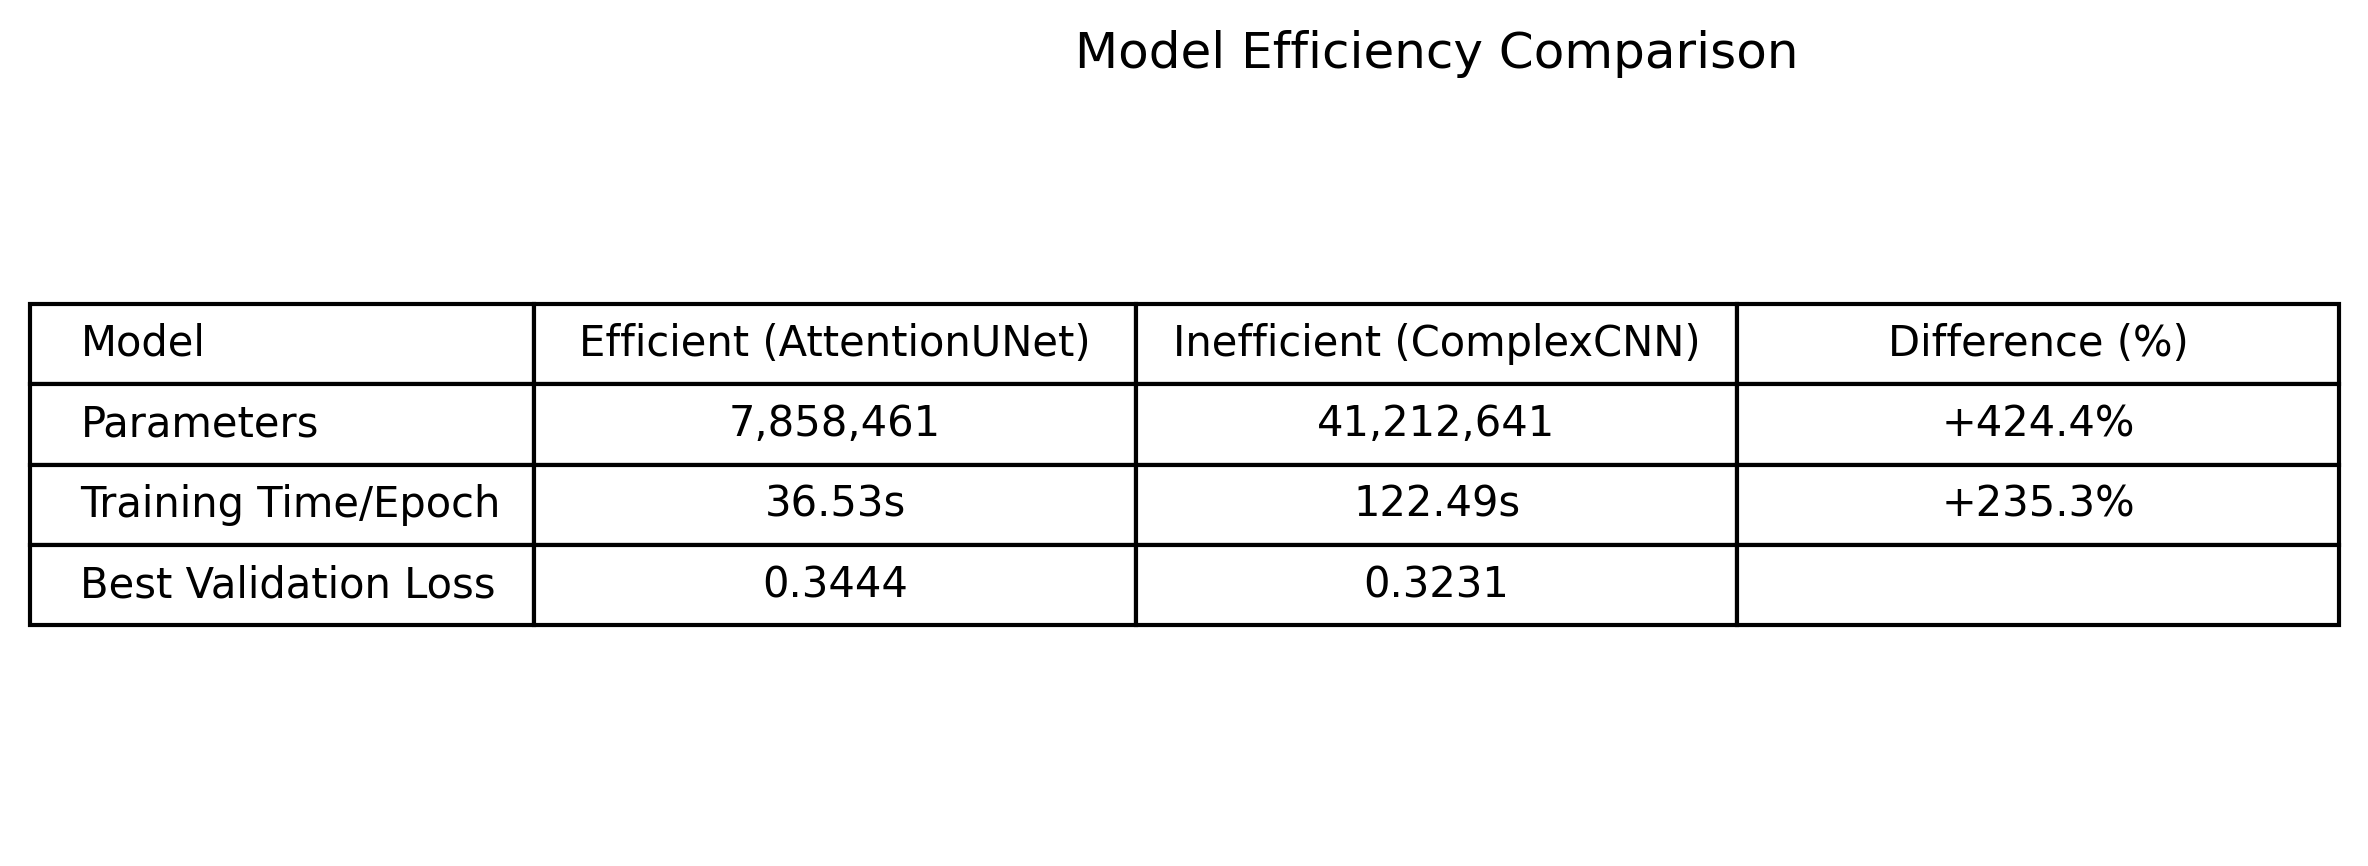 Model Efficiency Comparison
Model Efficient (AttentionUNet) Inefficient (ComplexCNN) Difference (%)
Parameters 7,858,461 41,212,641 +424.4%
Training Time/Epoch 36.53s 122.49s +235.3%
Best Validation Loss 0.3444 0.3231